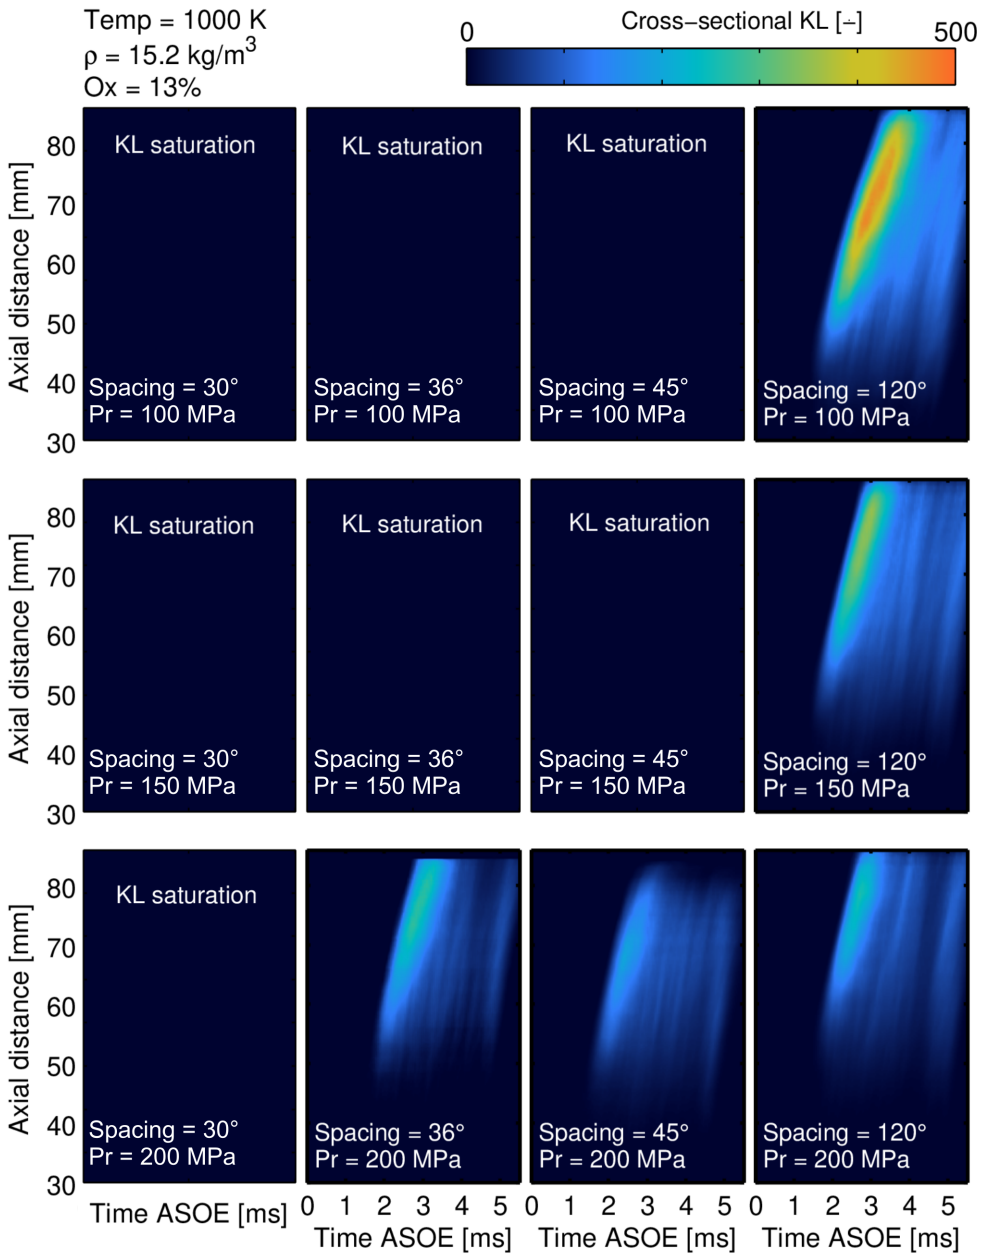 Temp = 1000 K
ρ = 15.2 kg/m3
Ox = 13%
Cross−sectional KL [−]
0 500
Axial distance [mm]
80
70
60
50
40
30
KL saturation
Spacing = 30°
Pr = 100 MPa
KL saturation
Spacing = 36°
Pr = 100 MPa
KL saturation
Spacing = 45°
Pr = 100 MPa
Spacing = 120°
Pr = 100 MPa
Axial distance [mm]
80
70
60
50
40
30
KL saturation
Spacing = 30°
Pr = 150 MPa
KL saturation
Spacing = 36°
Pr = 150 MPa
KL saturation
Spacing = 45°
Pr = 150 MPa
Spacing = 120°
Pr = 150 MPa
Axial distance [mm]
80
70
60
50
40
30
KL saturation
Spacing = 30°
Pr = 200 MPa
Spacing = 36°
Pr = 200 MPa
Spacing = 45°
Pr = 200 MPa
Spacing = 120°
Pr = 200 MPa
Time ASOE [ms]
0 1 2 3 4 5
Time ASOE [ms]
0 1 2 3 4 5
Time ASOE [ms]
0 1 2 3 4 5
Time ASOE [ms]